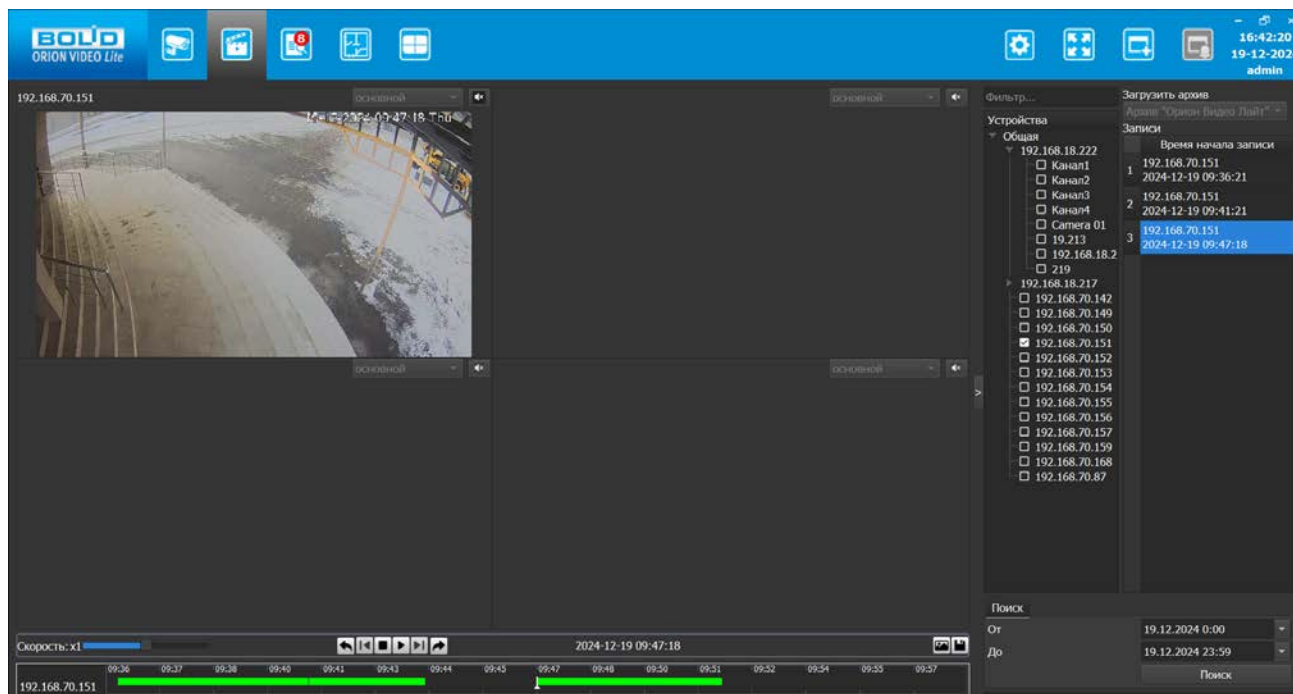 BOLID
ORION VIDEO Lite
8
16:42:20
19-12-202
admin
192.168.70.151
основной
основной
2024 09:47:18 Thu
основной
основной
Фильтр...
Устройства
Общая
192.168.18.222
Канал1
Канал2
Канал3
Канал4
Camera 01
19.213
192.168.18.2
219
192.168.18.217
192.168.70.142
192.168.70.149
192.168.70.150
192.168.70.151
192.168.70.152
192.168.70.153
192.168.70.154
192.168.70.155
192.168.70.156
192.168.70.157
192.168.70.159
192.168.70.168
192.168.70.87
Загрузить архив
Архив "Орион Видео Лайт"
Записи
Время начала записи
1 192.168.70.151
2024-12-19 09:36:21
2 192.168.70.151
2024-12-19 09:41:21
3 192.168.70.151
2024-12-19 09:47:18
>
Поиск
От 19.12.2024 0:00
До 19.12.2024 23:59
Поиск
Скорость: x1
2024-12-19 09:47:18
09:36 09:37 09:38 09:40 09:41 09:43 09:44 09:45 09:47 09:48 09:50 09:51 09:52 09:54 09:55 09:57
192.168.70.151